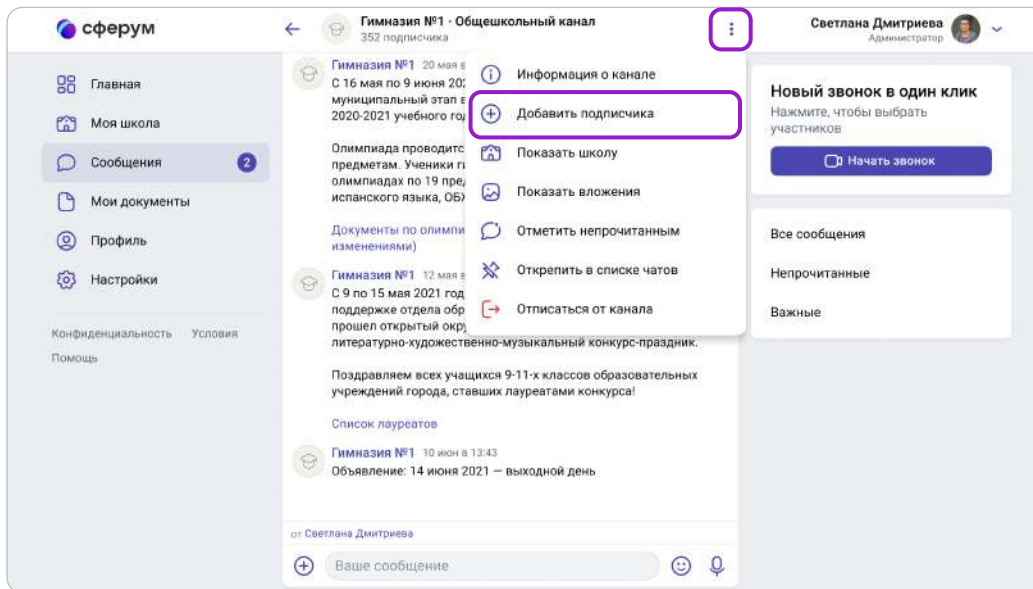 сферум
Главная
Моя школа
Сообщения 2
Мои документы
Профиль
Настройки
Конфиденциальность Условия
Помощь
Гимназия №1 · Общешкольный канал
352 подписчика
Гимназия №1 20 мая в
С 16 мая по 9 июня 202
муниципальный этап в
2020-2021 учебного го
Олимпиада проводитс
предметам. Ученики ги
олимпиадах по 19 пред
испанского языка, ОБЖ
Документы по олимпи
изменениями)
Гимназия №1 12 мая в
С 9 по 15 мая 2021 год
поддержке отдела обр
прошел открытый окру
литературно-художественно-музыкальный конкурс-праздник.
Поздравляем всех учащихся 9-11-х классов образовательных
учреждений города, ставших лауреатами конкурса!
Список лауреатов
Гимназия №1 10 июн в 13:43
Объявление: 14 июня 2021 — выходной день
от Светлана Дмитриева
Ваше сообщение
Информация о канале
Добавить подписчика
Показать школу
Показать вложения
Отметить непрочитанным
Открепить в списке чатов
Отписаться от канала
Светлана Дмитриева
Администратор
Новый звонок в один клик
Нажмите, чтобы выбрать
участников
Начать звонок
Все сообщения
Непрочитанные
Важные